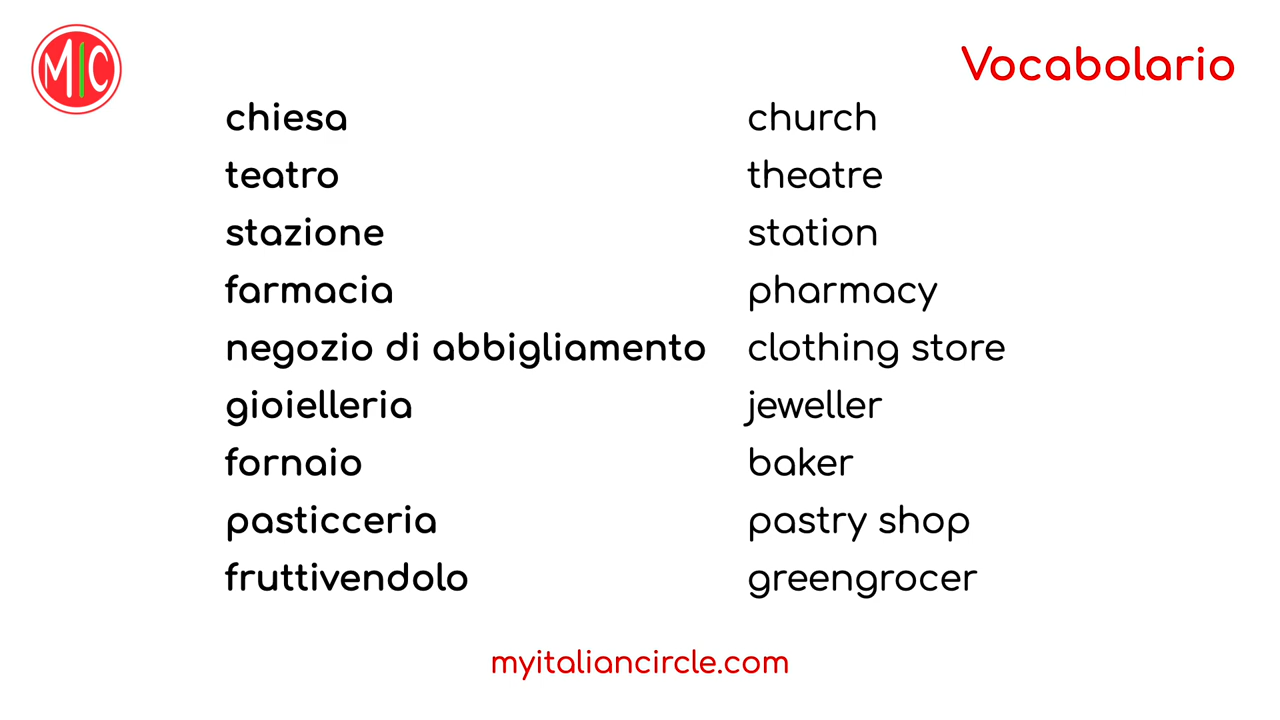 MIC
Vocabolario
chiesa church
teatro theatre
stazione station
farmacia pharmacy
negozio di abbigliamento clothing store
gioielleria jeweller
fornaio baker
pasticceria pastry shop
fruttivendolo greengrocer
myitaliancircle.com